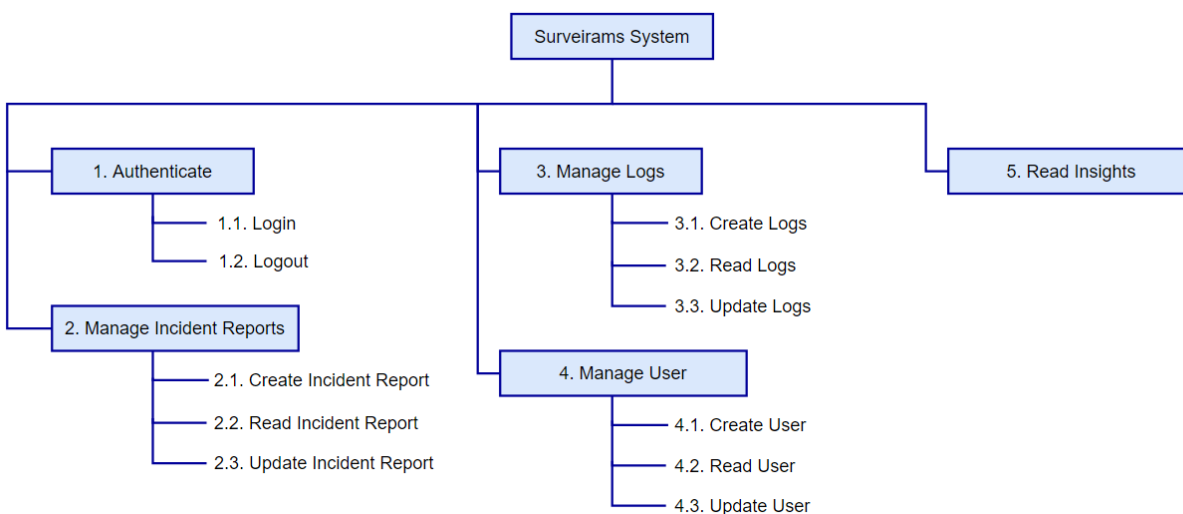 Surveirams System
1. Authenticate
1.1. Login
1.2. Logout
2. Manage Incident Reports
2.1. Create Incident Report
2.2. Read Incident Report
2.3. Update Incident Report
3. Manage Logs
3.1. Create Logs
3.2. Read Logs
3.3. Update Logs
4. Manage User
4.1. Create User
4.2. Read User
4.3. Update User
5. Read Insights